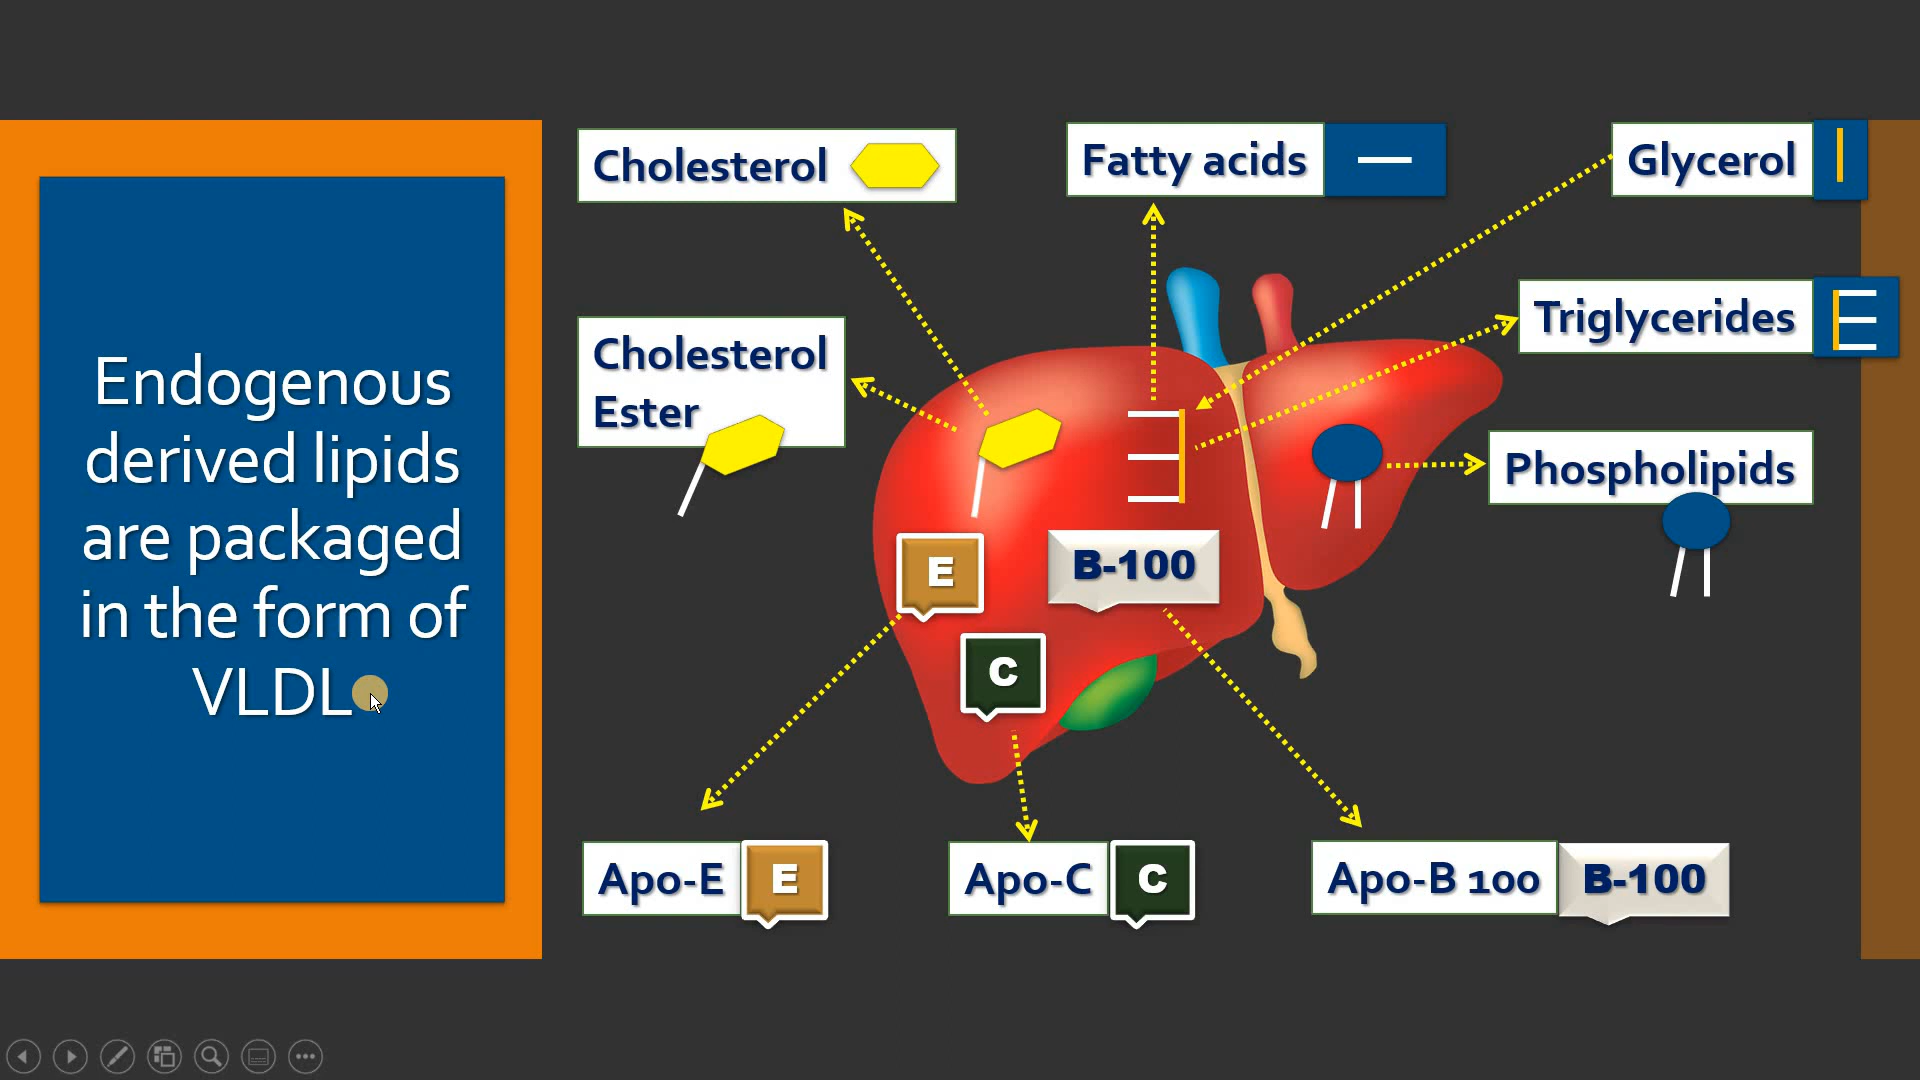 Endogenous
derived lipids
are packaged
in the form of
VLDL
Cholesterol
Fatty acids
Glycerol
Cholesterol
Ester
Triglycerides
Phospholipids
E
B-100
C
Apo-E E
Apo-C C
Apo-B 100 B-100